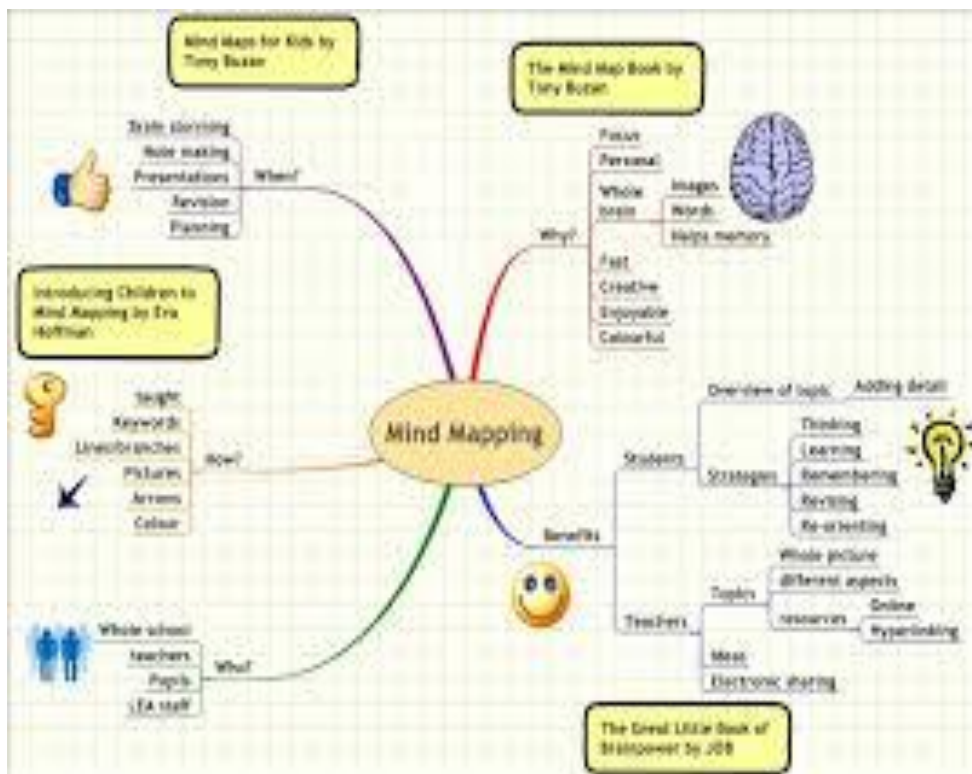 Mind Maps for Kids by
Tony Buzan
The Mind Map Book by
Tony Buzan
Note making
Presentations
Revision
Planning
When?
Why?
Focus
Personal
Whole
brain
Images
Words
Helps memory
Fast
Creative
Enjoyable
Colourful
Introducing Children to
Mind Mapping by Eva
Hoffman
Mind Mapping
How?
Keywords
Lines/branches
Pictures
Arrows
Colour
Who?
Whole school
teachers
Pupils
LEA staff
Benefits
Students
Overview of topic
Adding detail
Strategies
Thinking
Learning
Remembering
Revising
Teachers
Topics
Whole picture
different aspects
resources
Online
Hyperlinking
Electronic sharing
The Great Little Book of
Brainpower by